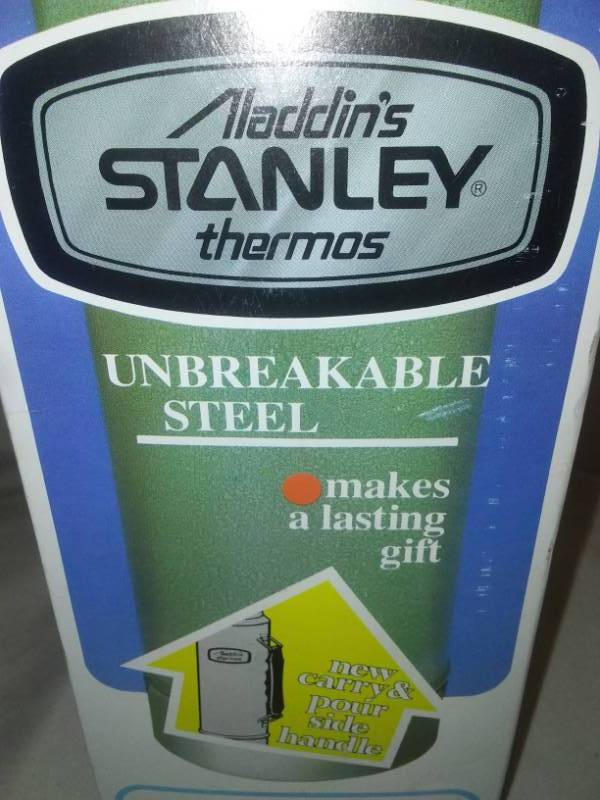 Aladdin's
STANLEY®
thermos
UNBREAKABLE
STEEL
makes
a lasting
gift
new
carry &
pour
side
handle